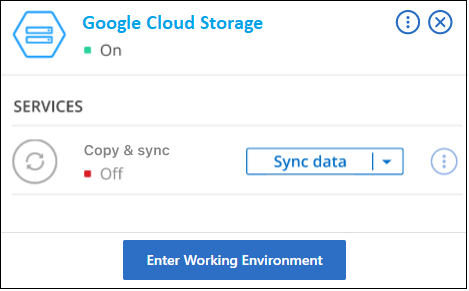 Google Cloud Storage
On
SERVICES
Copy & sync
Off
Sync data
Enter Working Environment